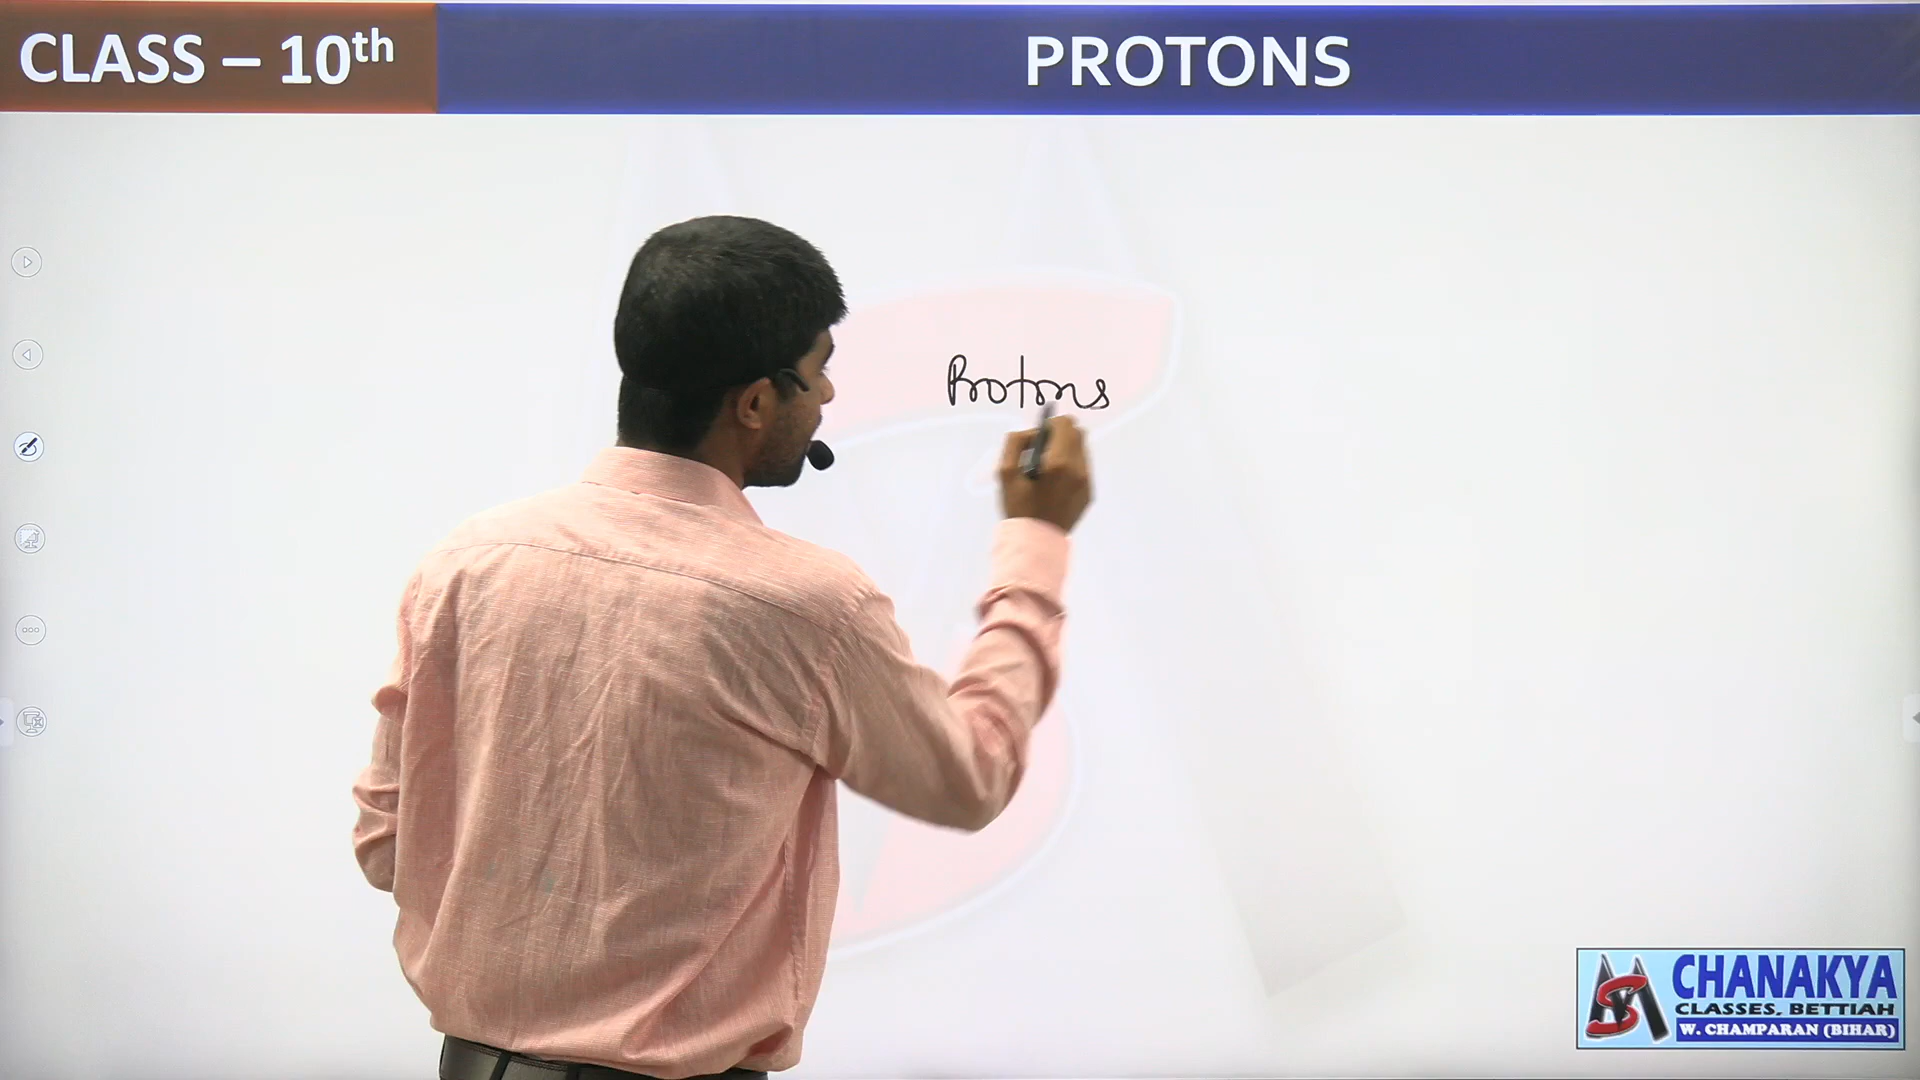 CLASS – 10th
PROTONS
Protons
CHANAKYA
CLASSES, BETTIAH
W. CHAMPARAN (BIHAR)